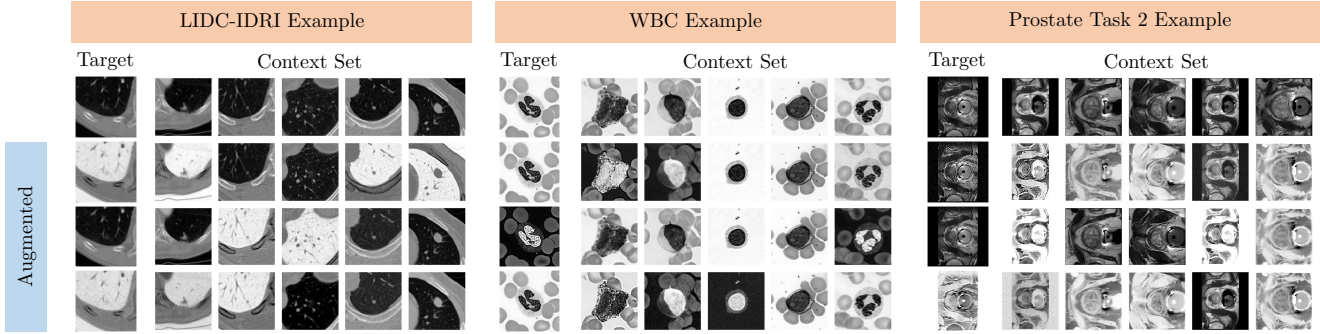 LIDC-IDRI Example
WBC Example
Prostate Task 2 Example
Target
Context Set
Target
Context Set
Target
Context Set
Augmented